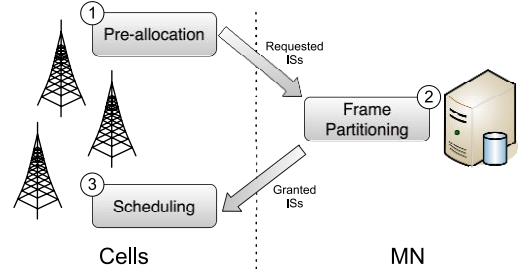 1
Pre-allocation
Requested
ISs
2
Frame
Partitioning
3
Scheduling
Granted
ISs
Cells
MN